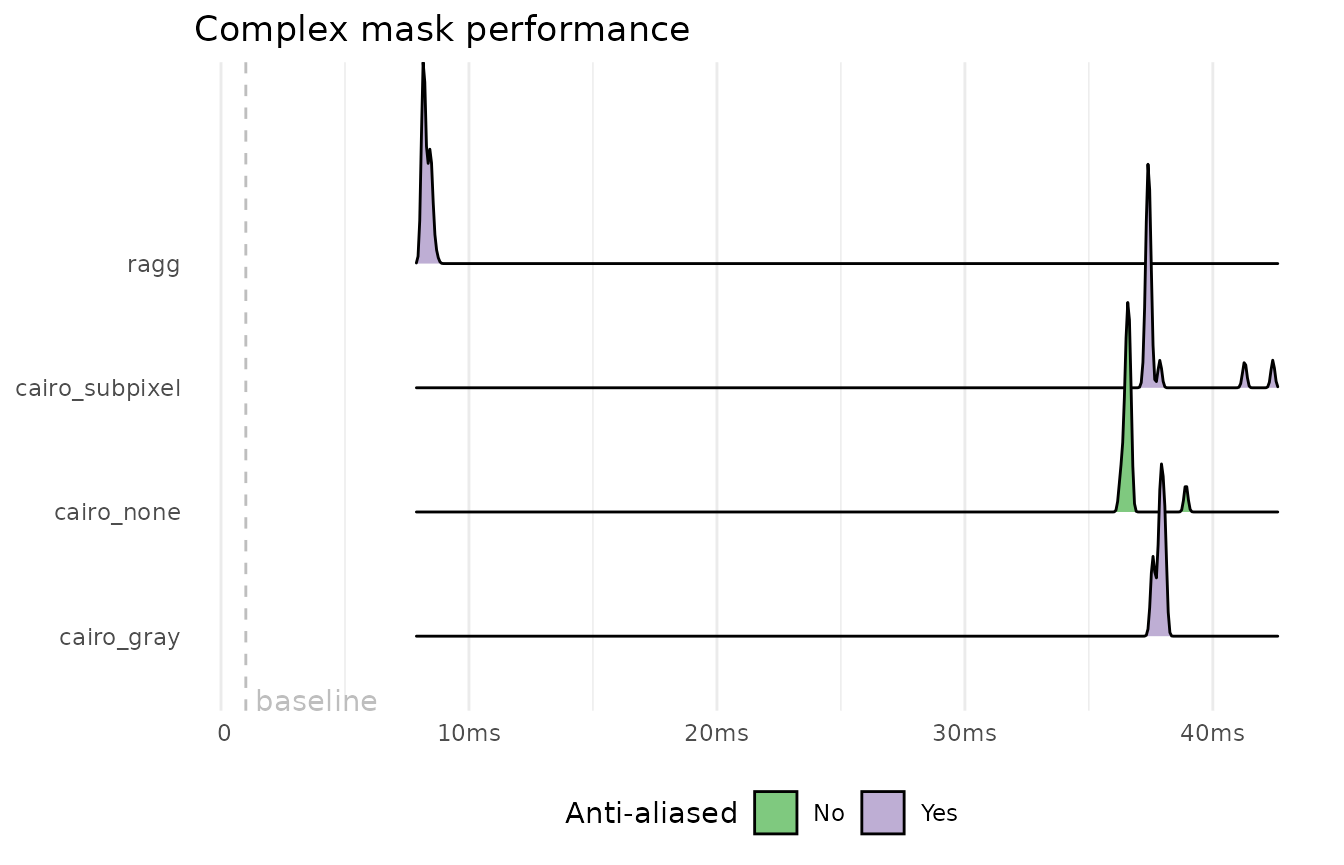 Complex mask performance
ragg
cairo_subpixel
cairo_none
cairo_gray
baseline
0 10ms 20ms 30ms 40ms
Anti-aliased No Yes